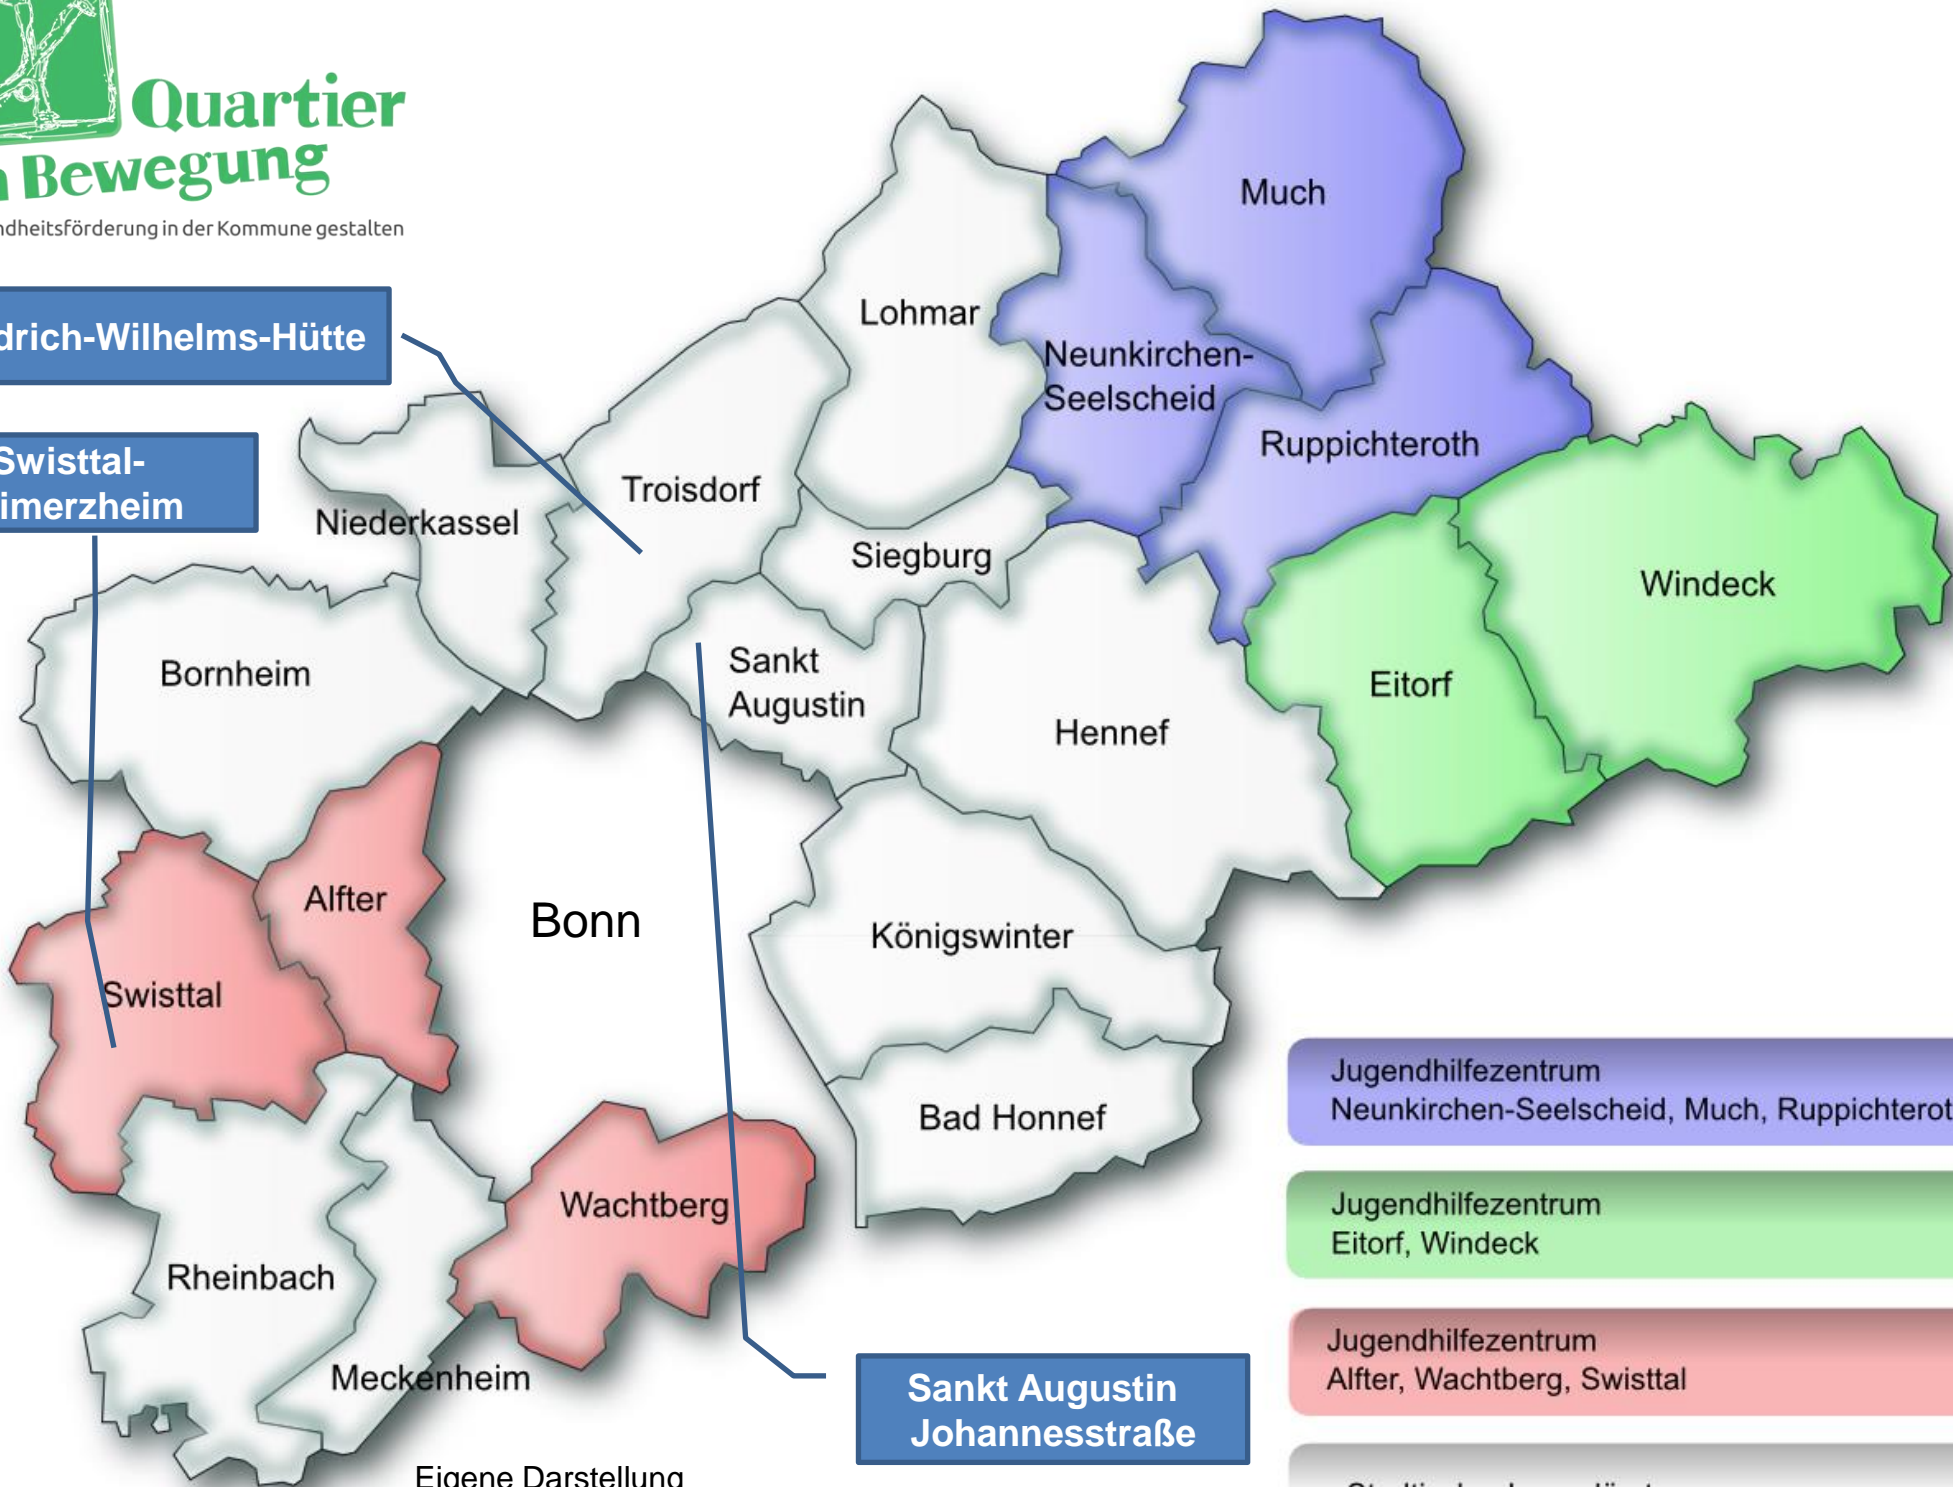 Quartier
Bewegung
ndheitsförderung in der Kommune gestalten
drich-Wilhelms-Hütte
Swisttal-
imerzheim
Much
Lohmar
Neunkirchen-
Seelscheid
Ruppichteroth
Troisdorf
Niederkassel
Siegburg
Windeck
Bornheim
Sankt
Augustin
Eitorf
Hennef
Alfter
Bonn
Königswinter
Swisttal
Bad Honnef
Wachtberg
Rheinbach
Meckenheim
Sankt Augustin
Johannesstraße
Jugendhilfezentrum
Neunkirchen-Seelscheid, Much, Ruppichterot
Jugendhilfezentrum
Eitorf, Windeck
Jugendhilfezentrum
Alfter, Wachtberg, Swisttal
Eigene Darstellung